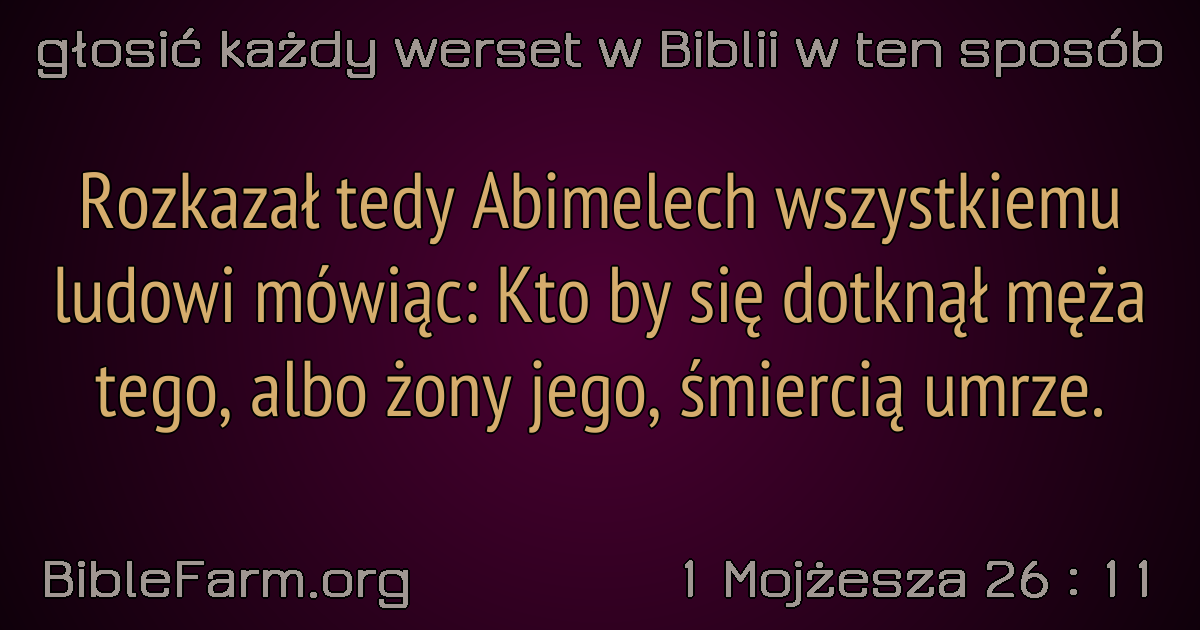 głosić każdy werset w Biblii w ten sposób
Rozkazał tedy Abimelech wszystkiemu
ludowi mówiąc: Kto by się dotknął męża
tego, albo żony jego, śmiercią umrze.
BibleFarm.org
1 Mojżesza 26 : 11